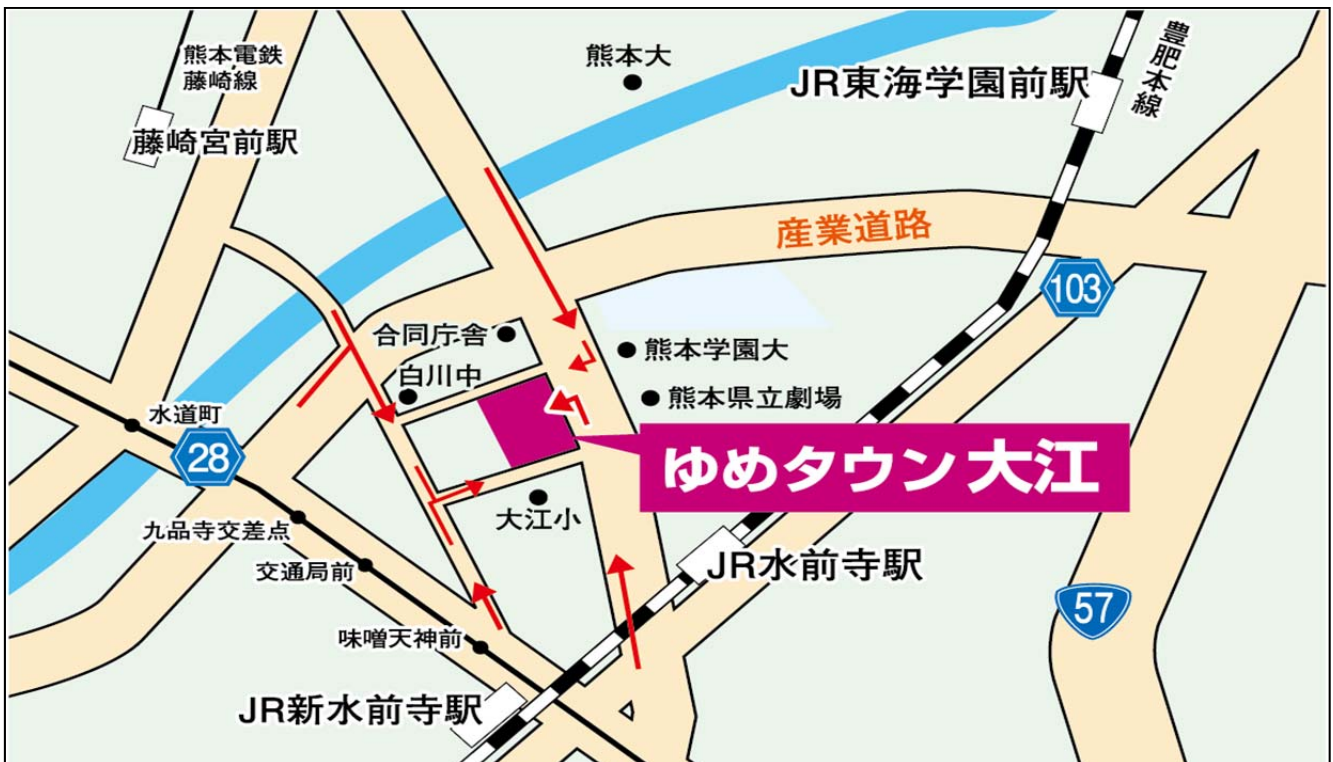 熊本電鉄
藤崎線
熊本大
豊肥本線
JR東海学園前駅
藤崎宮前駅
産業道路
103
合同庁舎
熊本学園大
白川中
熊本県立劇場
水道町
28
ゆめタウン大江
九品寺交差点
大江小
交通局前
JR水前寺駅
57
味噌天神前
JR新水前寺駅